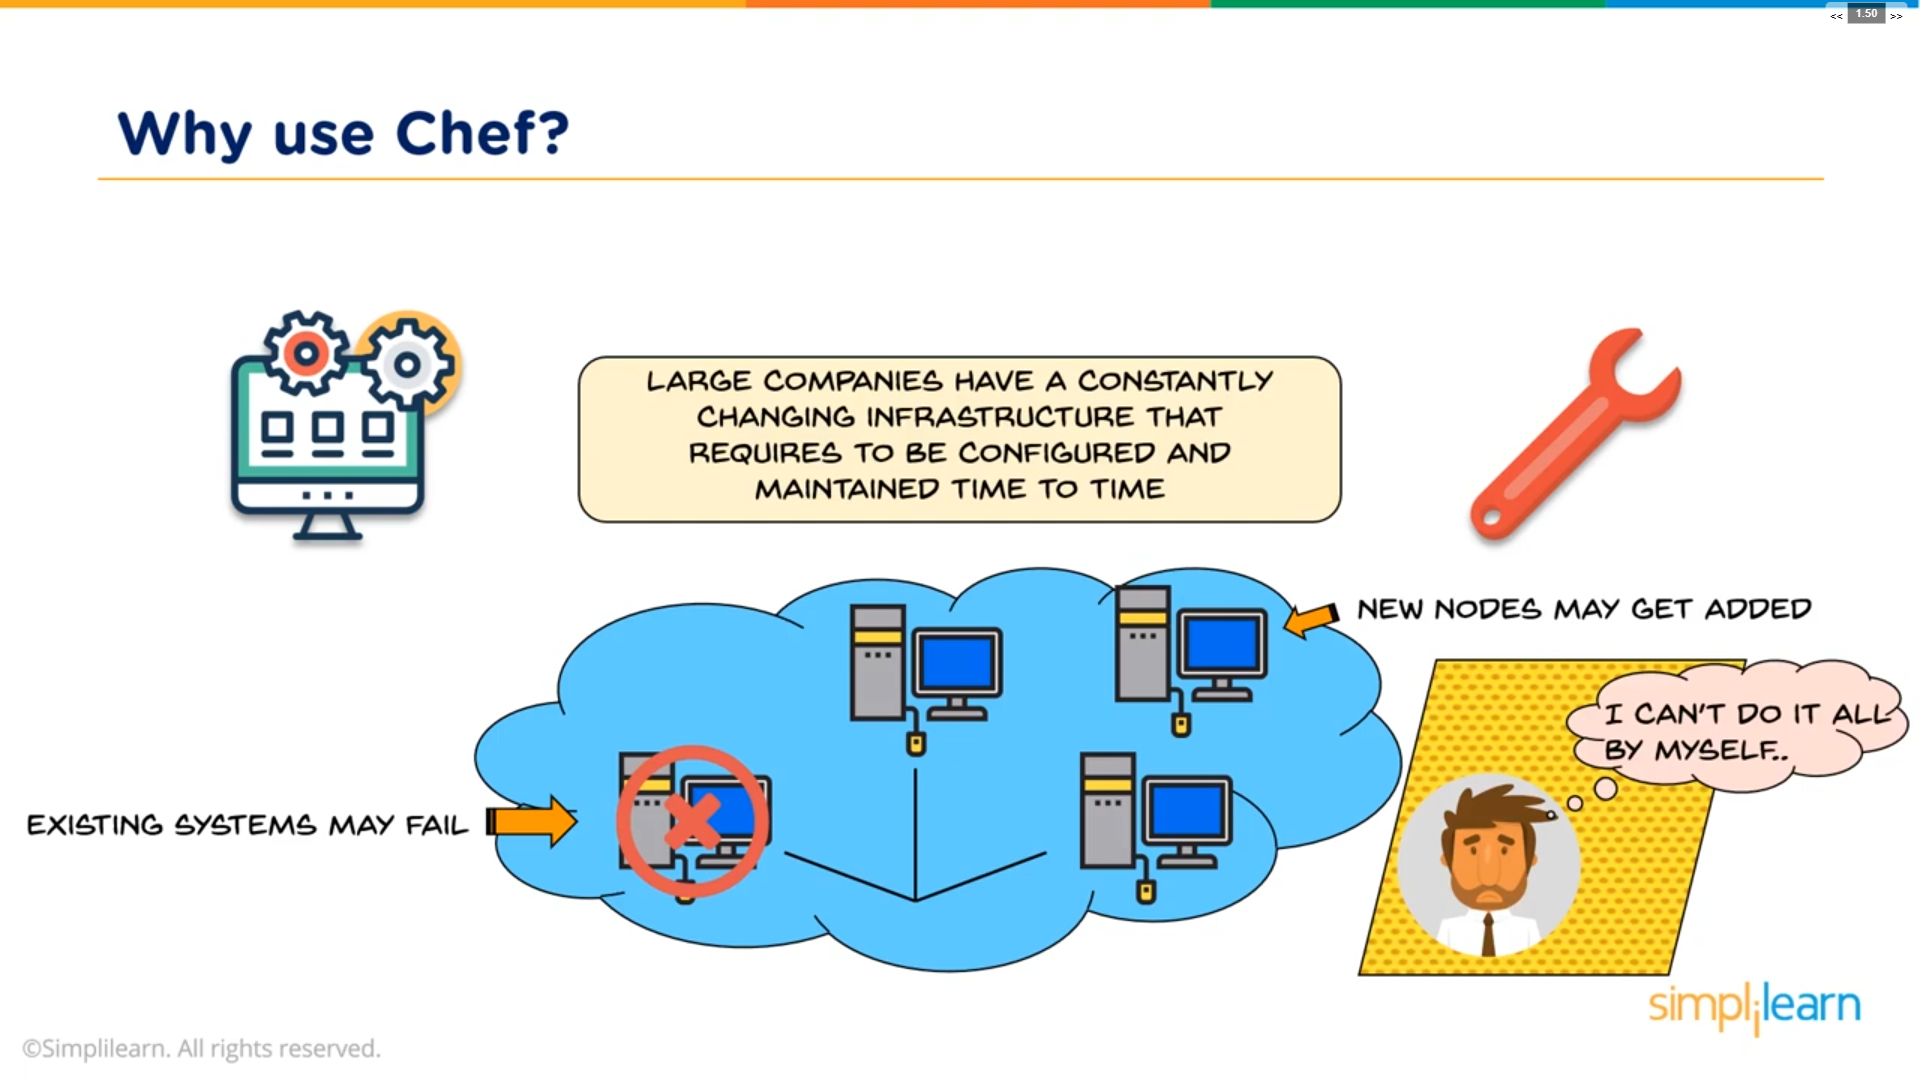 << 1.50 >>
Why use Chef?
LARGE COMPANIES HAVE A CONSTANTLY
CHANGING INFRASTRUCTURE THAT
REQUIRES TO BE CONFIGURED AND
MAINTAINED TIME TO TIME
NEW NODES MAY GET ADDED
I CAN'T DO IT ALL
BY MYSELF..
EXISTING SYSTEMS MAY FAIL
simplilearn
©Simplilearn. All rights reserved.